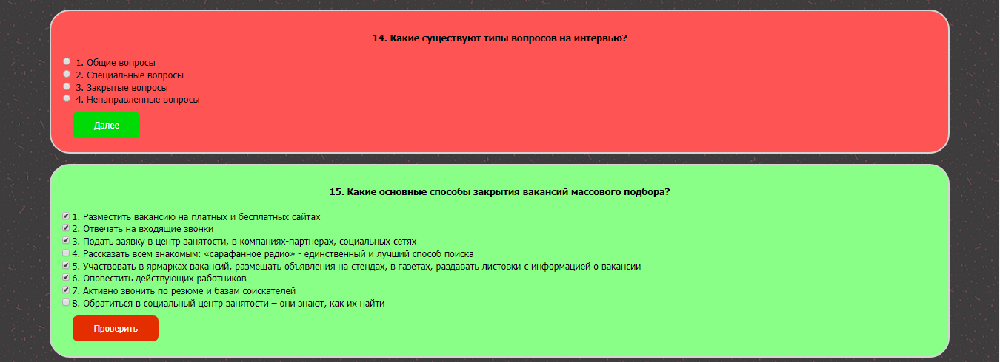 14. Какие существуют типы вопросов на интервью?
1. Общие вопросы
2. Специальные вопросы
3. Закрытые вопросы
4. Ненаправленные вопросы
Далее
15. Какие основные способы закрытия вакансий массового подбора?
1. Разместить вакансию на платных и бесплатных сайтах
2. Отвечать на входящие звонки
3. Подать заявку в центр занятости, в компаниях-партнерах, социальных сетях
4. Рассказать всем знакомым: «сарафанное радио» - единственный и лучший способ поиска
5. Участвовать в ярмарках вакансий, размещать объявления на стендах, в газетах, раздавать листовки с информацией о вакансии
6. Оповестить действующих работников
7. Активно звонить по резюме и базам соискателей
8. Обратиться в социальный центр занятости – они знают, как их найти
Проверить